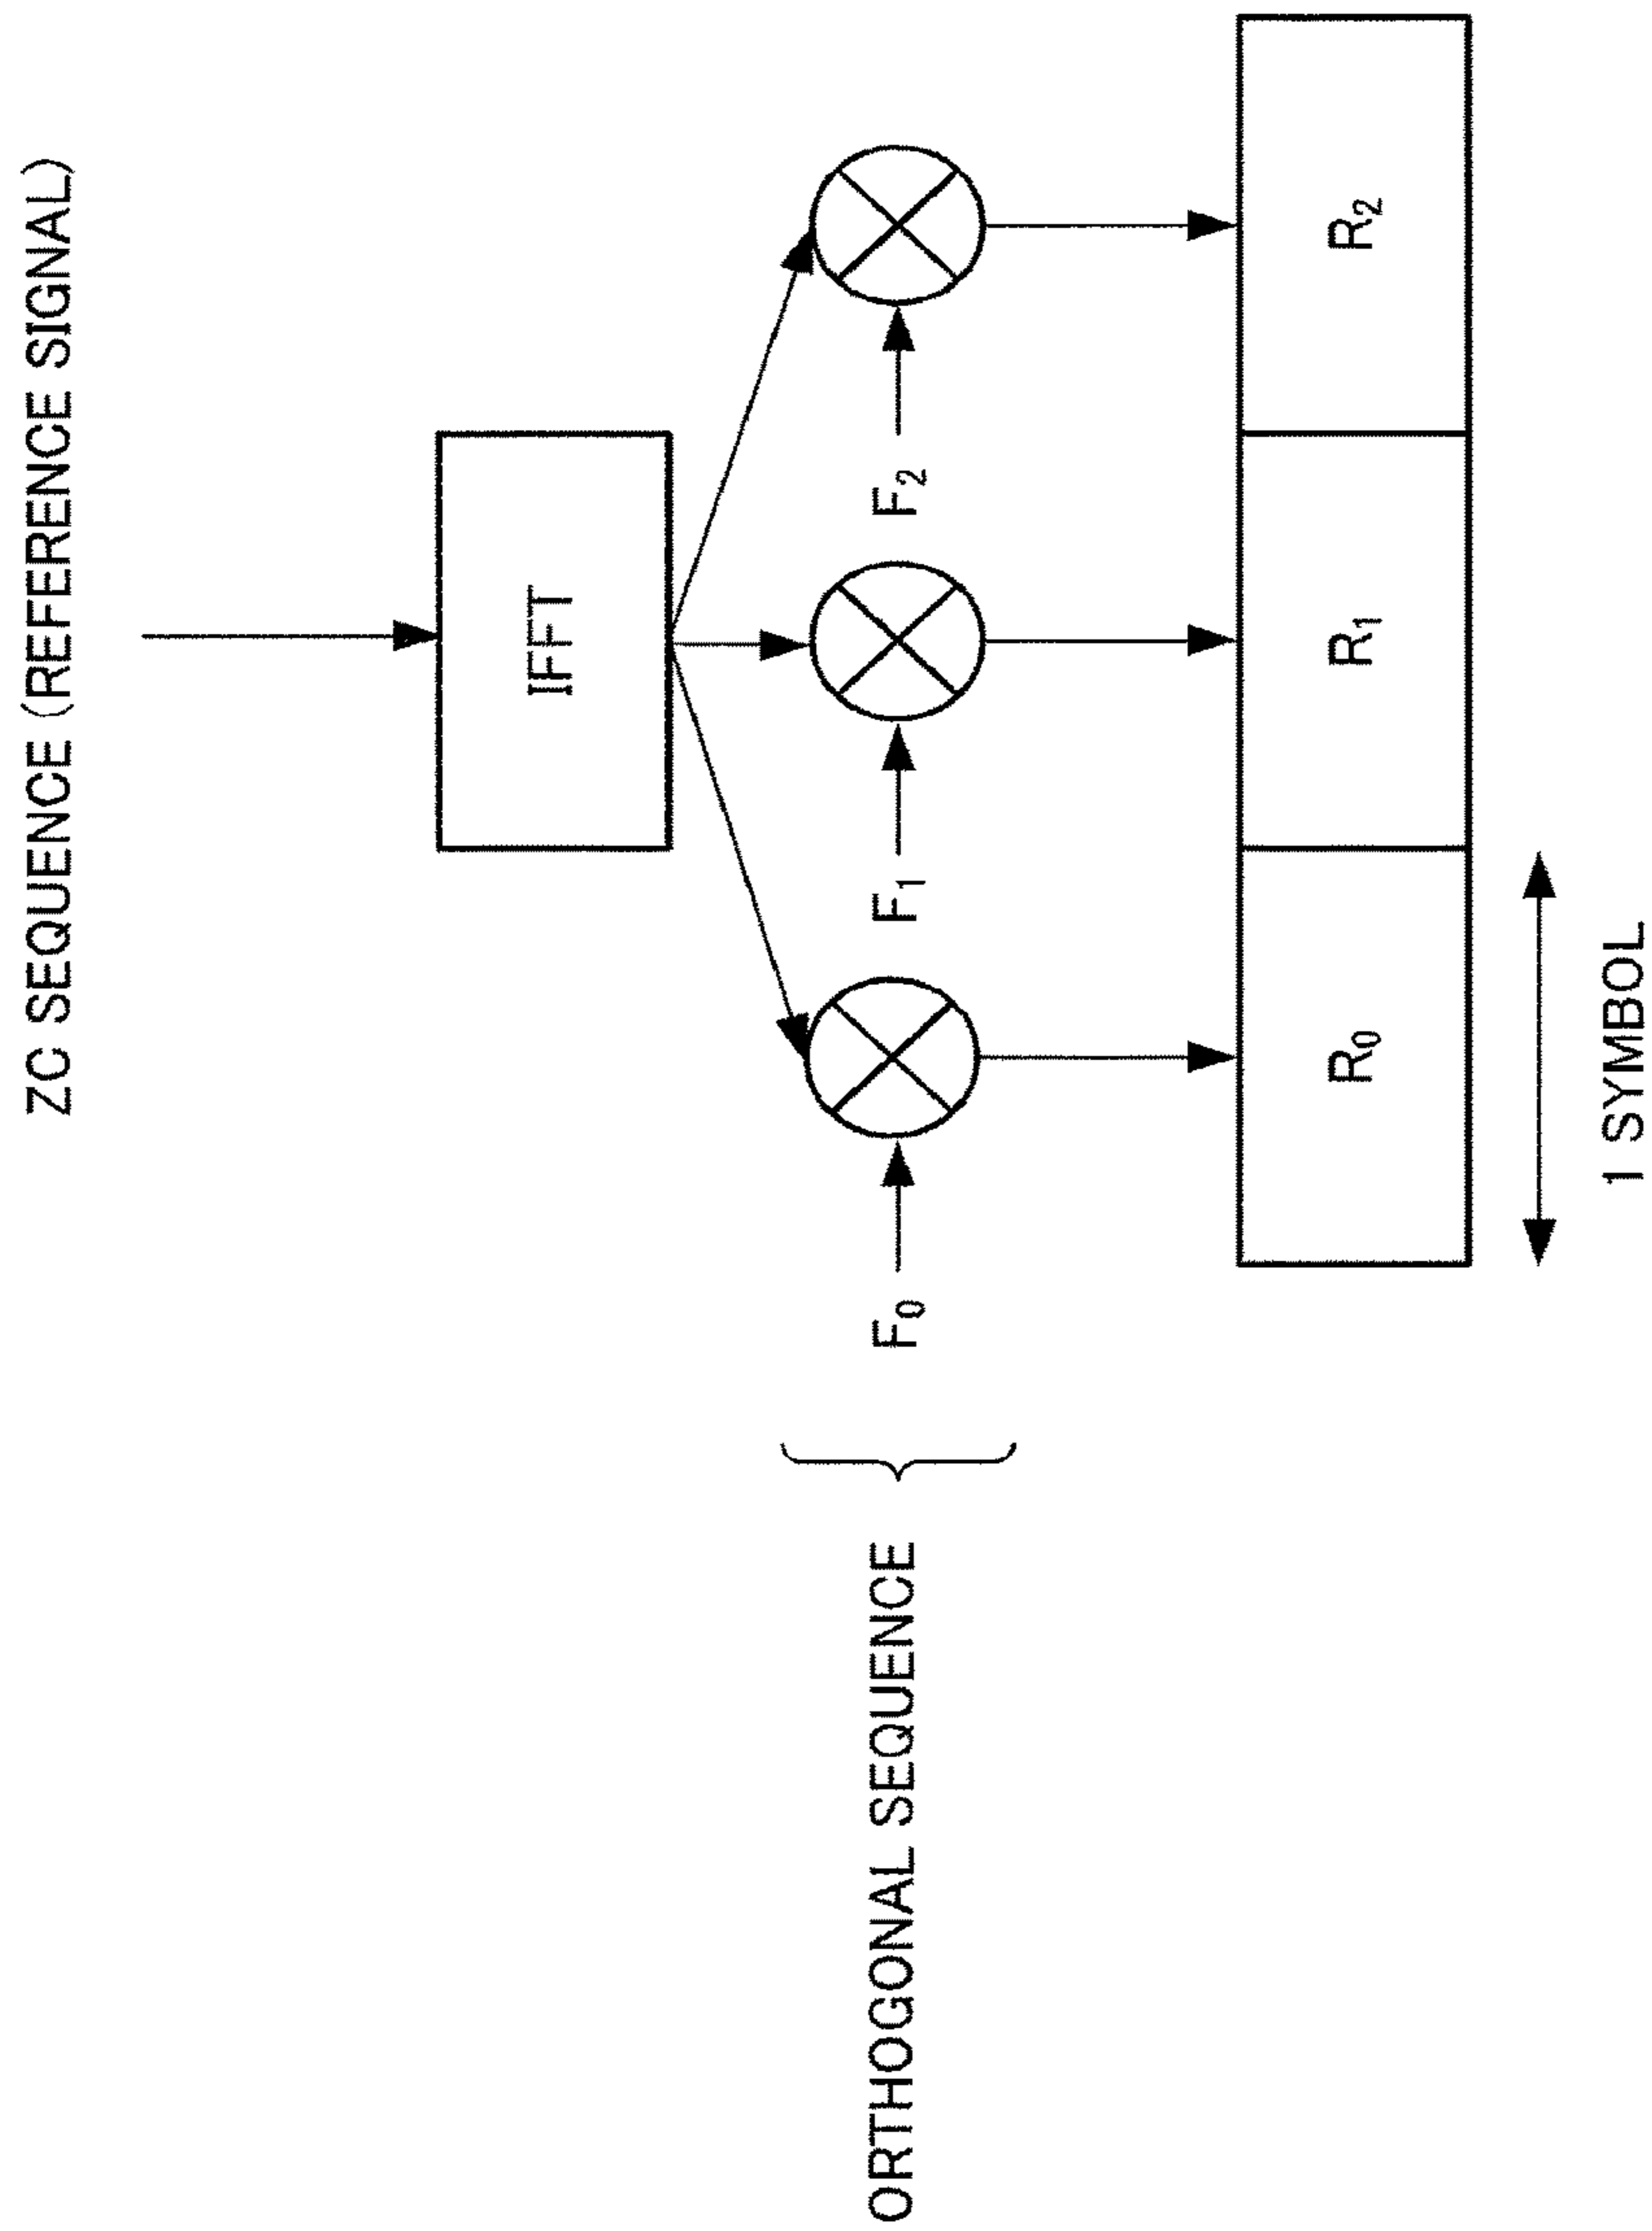 ZC SEQUENCE (REFERENCE SIGNAL)
IFFT
ORTHOGONAL SEQUENCE
F₀
F₁
F₂
R₀
R₁
R₂
1 SYMBOL